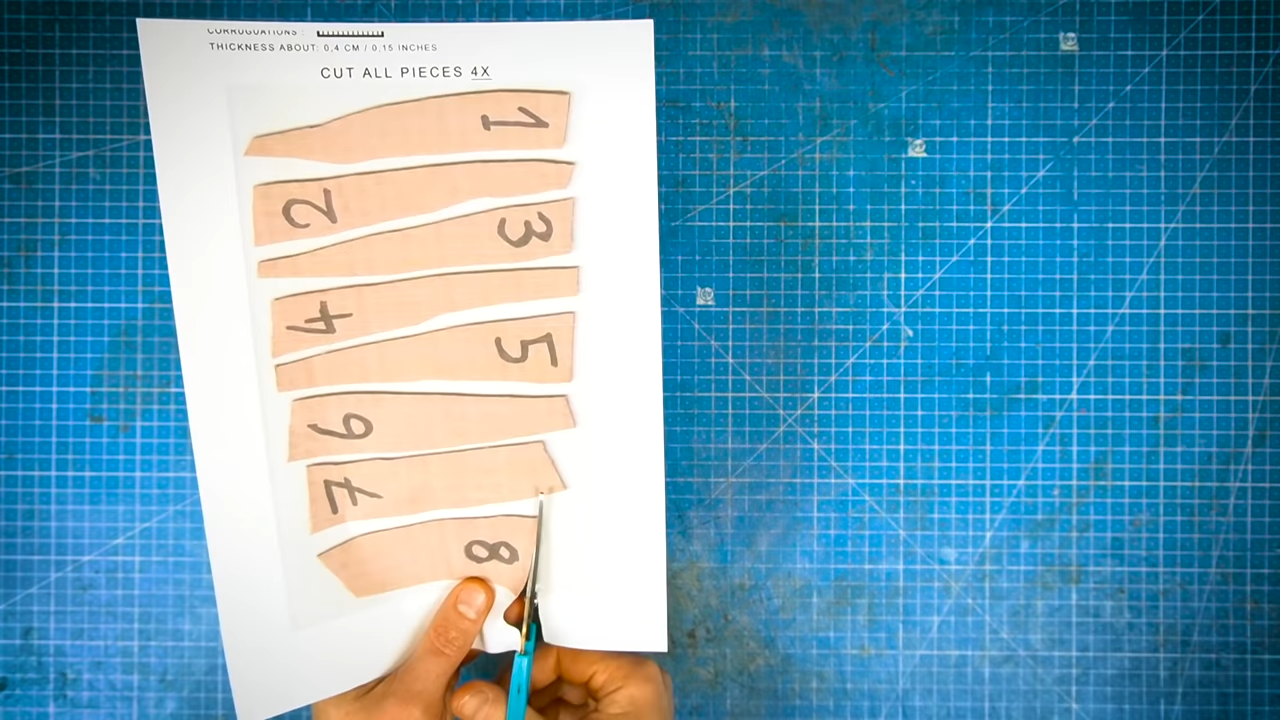 CORRUGUATIONS :
THICKNESS ABOUT: 0,4 CM / 0,15 INCHES
CUT ALL PIECES 4X
1
2
3
4
5
6
7
8